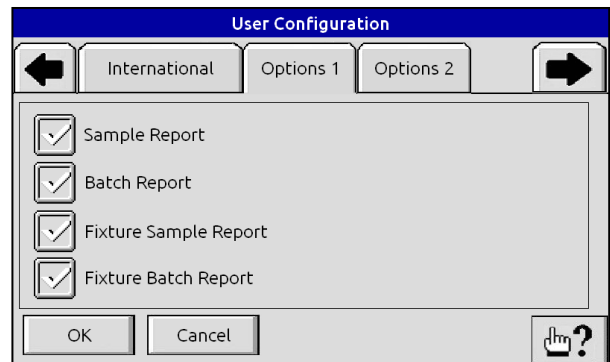 User Configuration
International Options 1 Options 2
Sample Report
Batch Report
Fixture Sample Report
Fixture Batch Report
OK Cancel
?